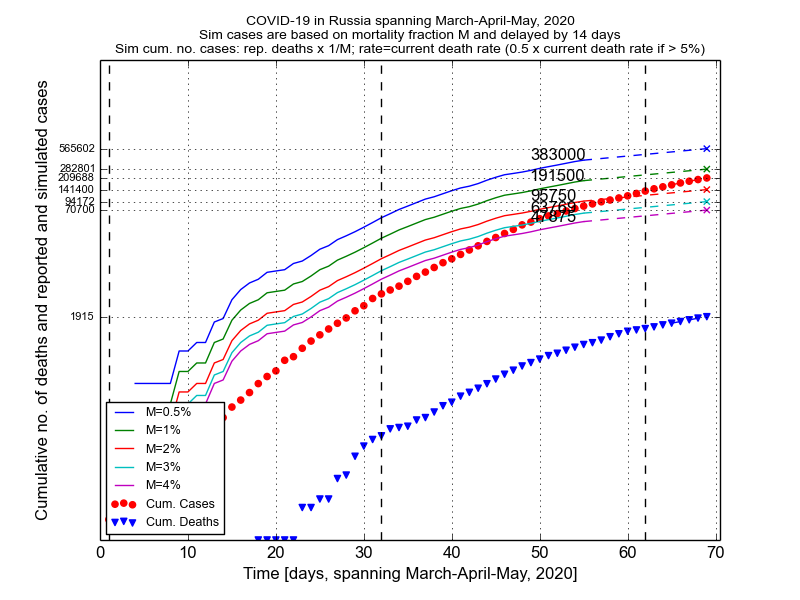 COVID-19 in Russia spanning March-April-May, 2020
Sim cases are based on mortality fraction M and delayed by 14 days
Sim cum. no. cases: rep. deaths x 1/M; rate=current death rate (0.5 x current death rate if > 5%)
Cumulative no. of deaths and reported and simulated cases
565602
282801
209688
141400
94172
70700
1915
383000
191500
95750
63769
47875
M=0.5%
M=1%
M=2%
M=3%
M=4%
Cum. Cases
Cum. Deaths
0 10 20 30 40 50 60 70
Time [days, spanning March-April-May, 2020]